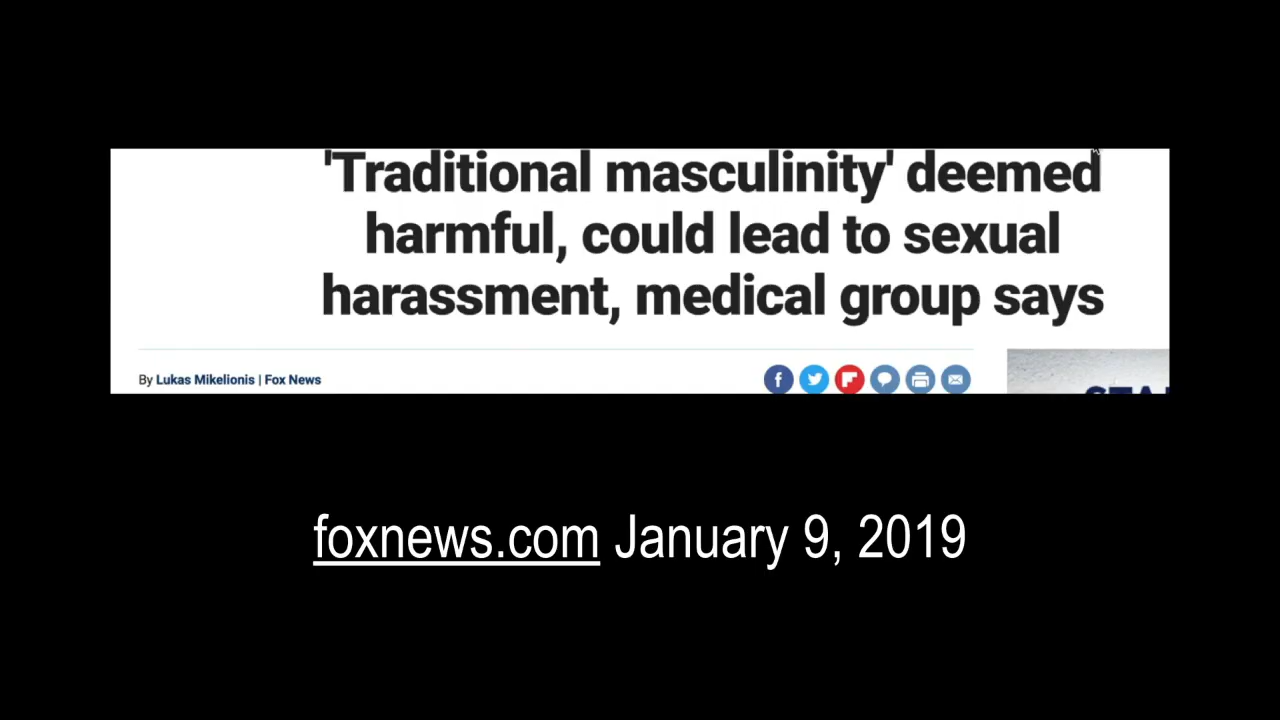 'Traditional masculinity' deemed
harmful, could lead to sexual
harassment, medical group says
By Lukas Mikelionis | Fox News
foxnews.com January 9, 2019